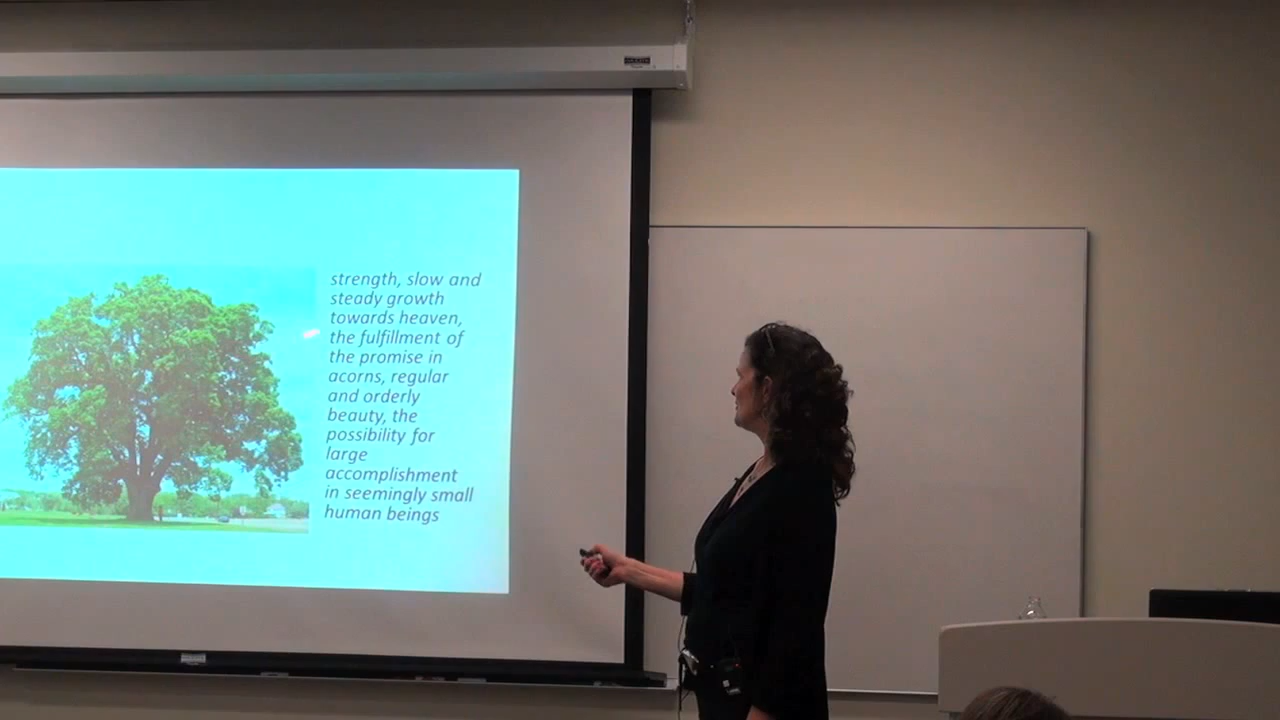 strength, slow and
steady growth
towards heaven,
the fulfillment of
the promise in
acorns, regular
and orderly
beauty, the
possibility for
large
accomplishment
in seemingly small
human beings